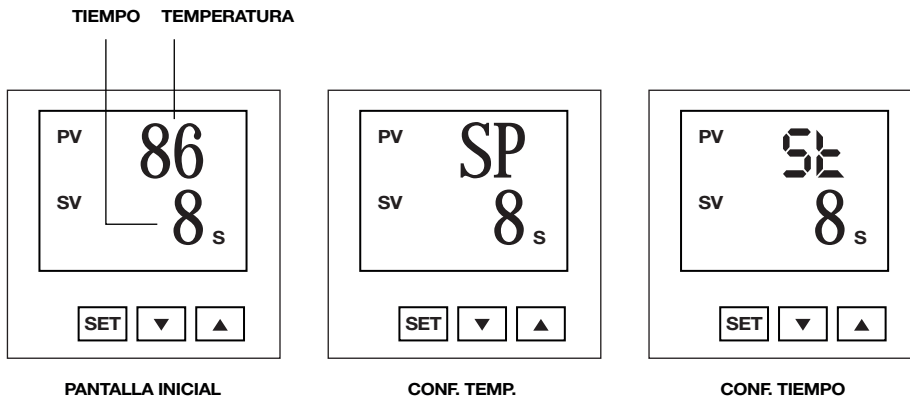 TIEMPO TEMPERATURA
PV 86
SV 8 S
SET ▼ ▲
PANTALLA INICIAL
PV SP
SV 8 S
SET ▼ ▲
CONF. TEMP.
PV St
SV 8 S
SET ▼ ▲
CONF. TIEMPO